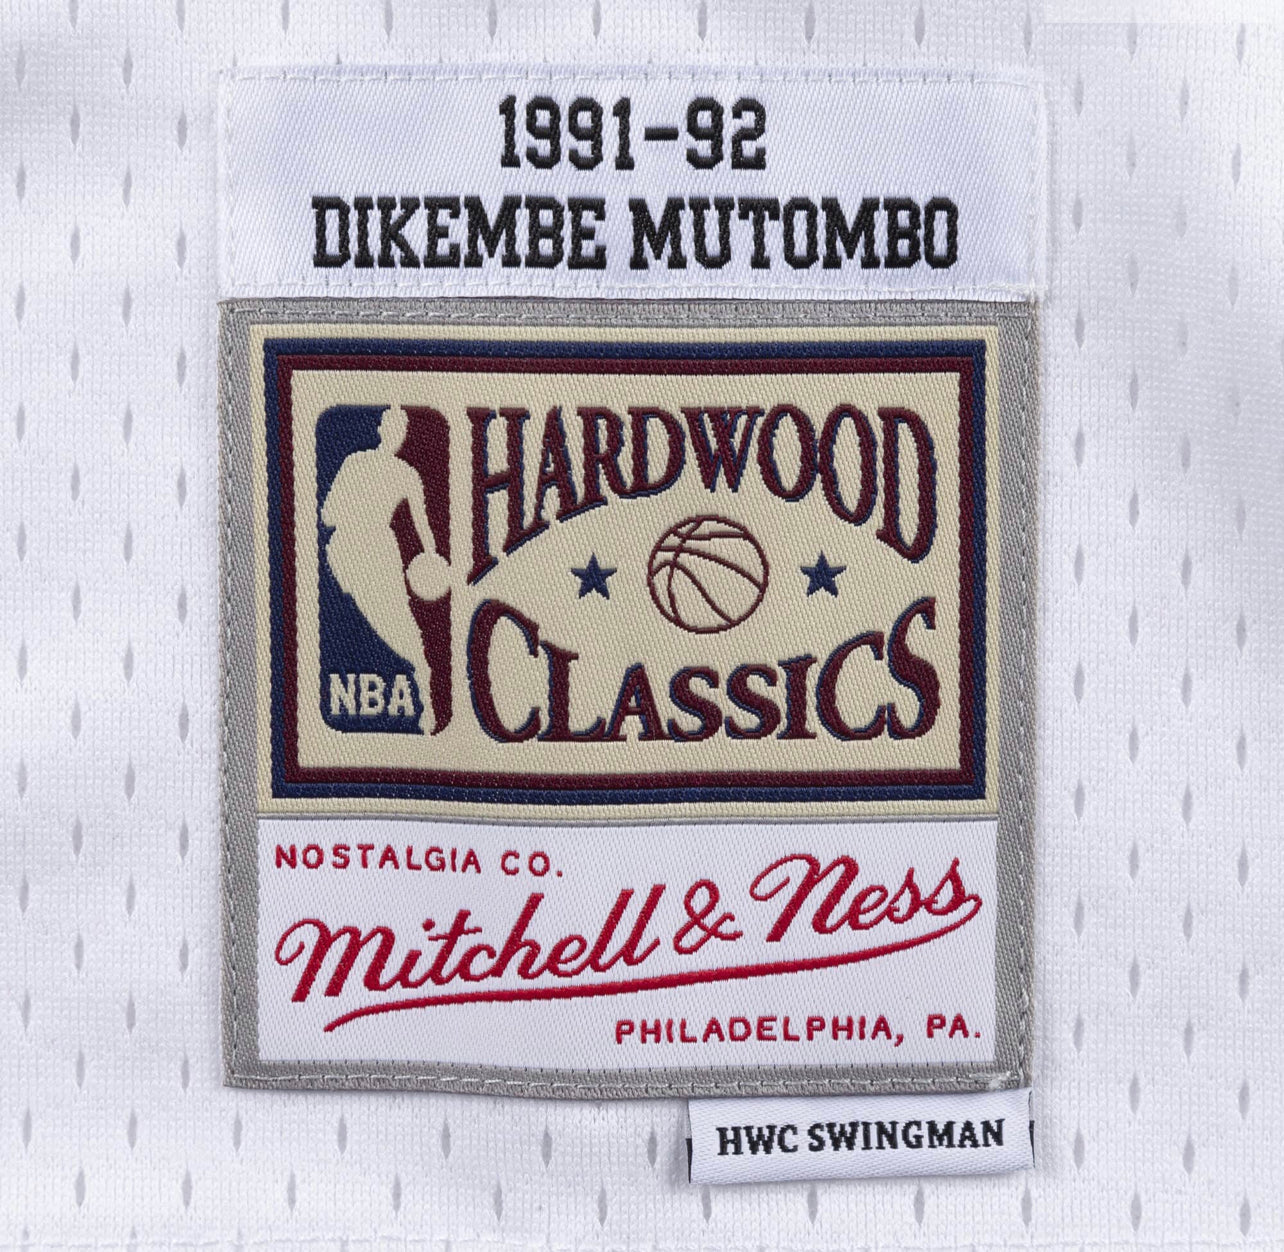 1991-92
DIKEMBE MUTOMBO
HARDWOOD
CLASSICS
NBA
NOSTALGIA CO.
Mitchell & Ness
PHILADELPHIA, PA.
HWC SWINGMAN